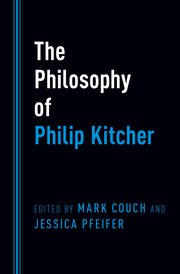 The
Philosophy
of
Philip Kitcher
EDITED BY MARK COUCH AND
JESSICA PFEIFER